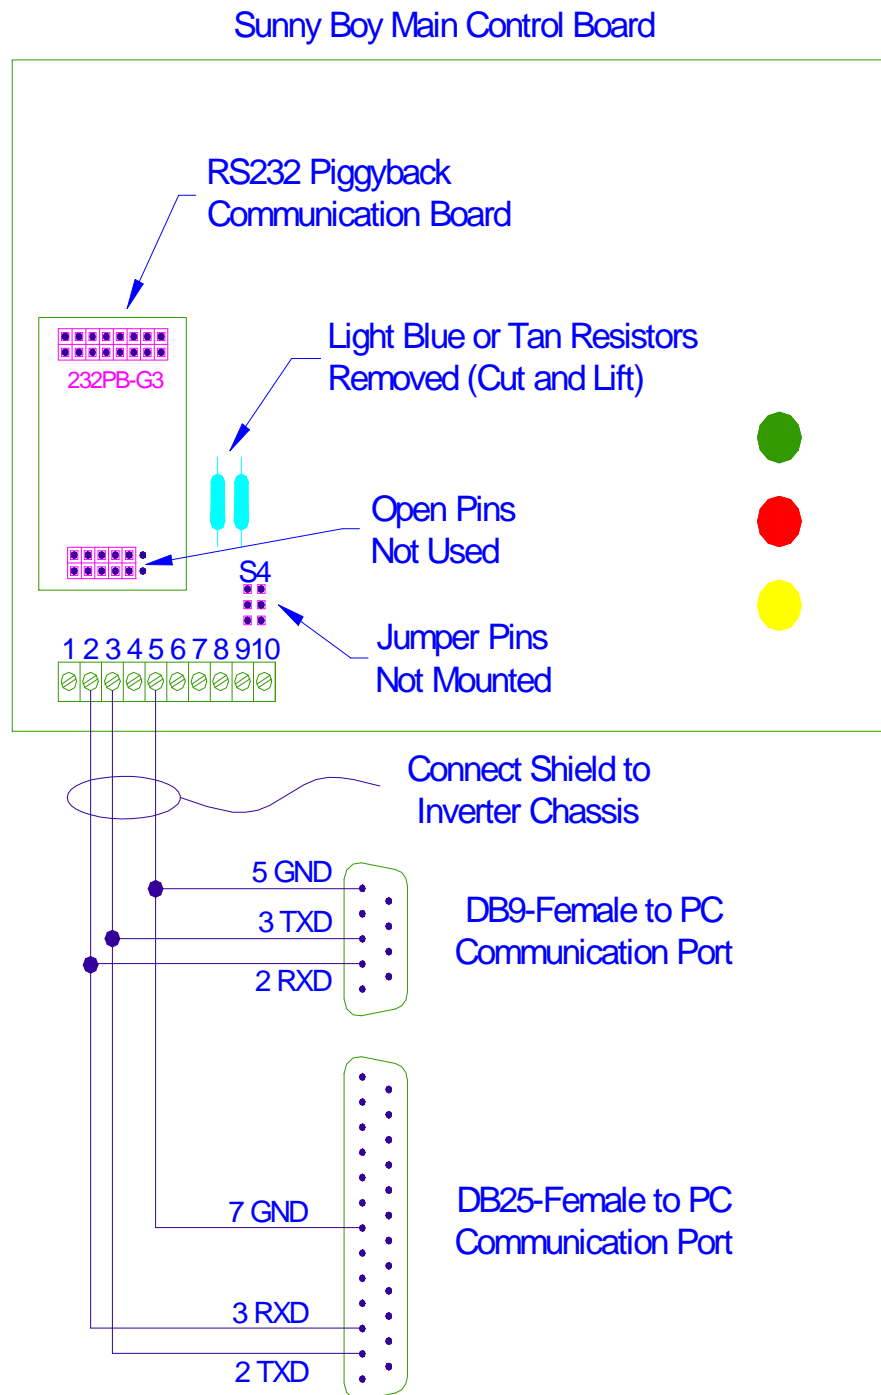 Sunny Boy Main Control Board
RS232 Piggyback
Communication Board
Light Blue or Tan Resistors
Removed (Cut and Lift)
232PB-G3
Open Pins
Not Used
S4
Jumper Pins
Not Mounted
1 2 3 4 5 6 7 8 9 10
Connect Shield to
Inverter Chassis
5 GND
3 TXD
2 RXD
DB9-Female to PC
Communication Port
7 GND
DB25-Female to PC
Communication Port
3 RXD
2 TXD